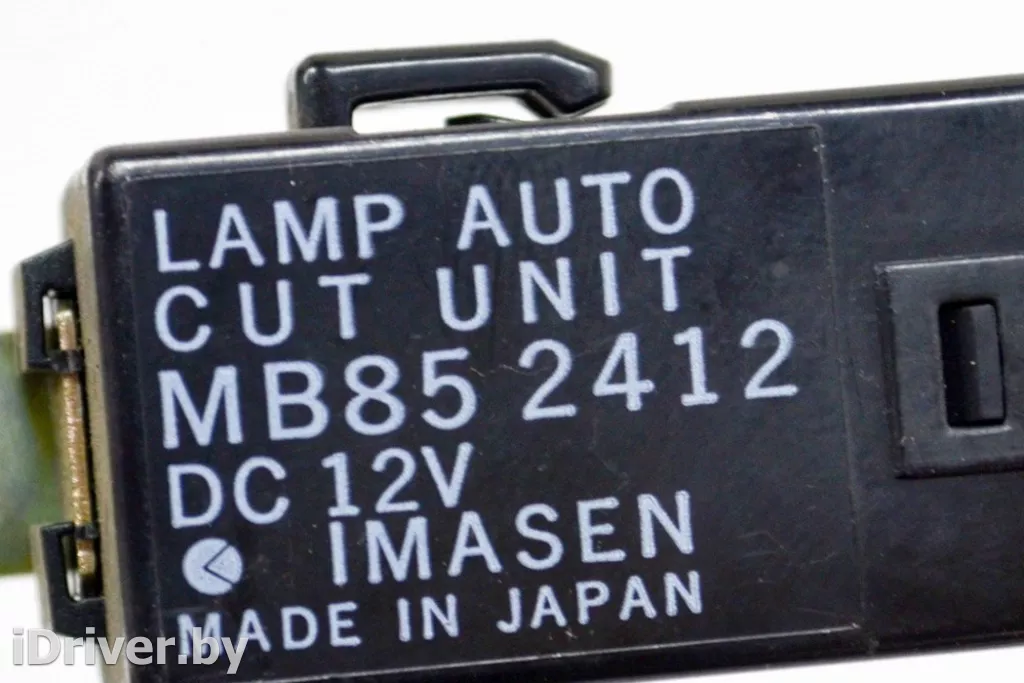 LAMP AUTO
CUT UNIT
MB85 2412
DC 12V
IMASEN
MADE IN JAPAN
iDriver.by